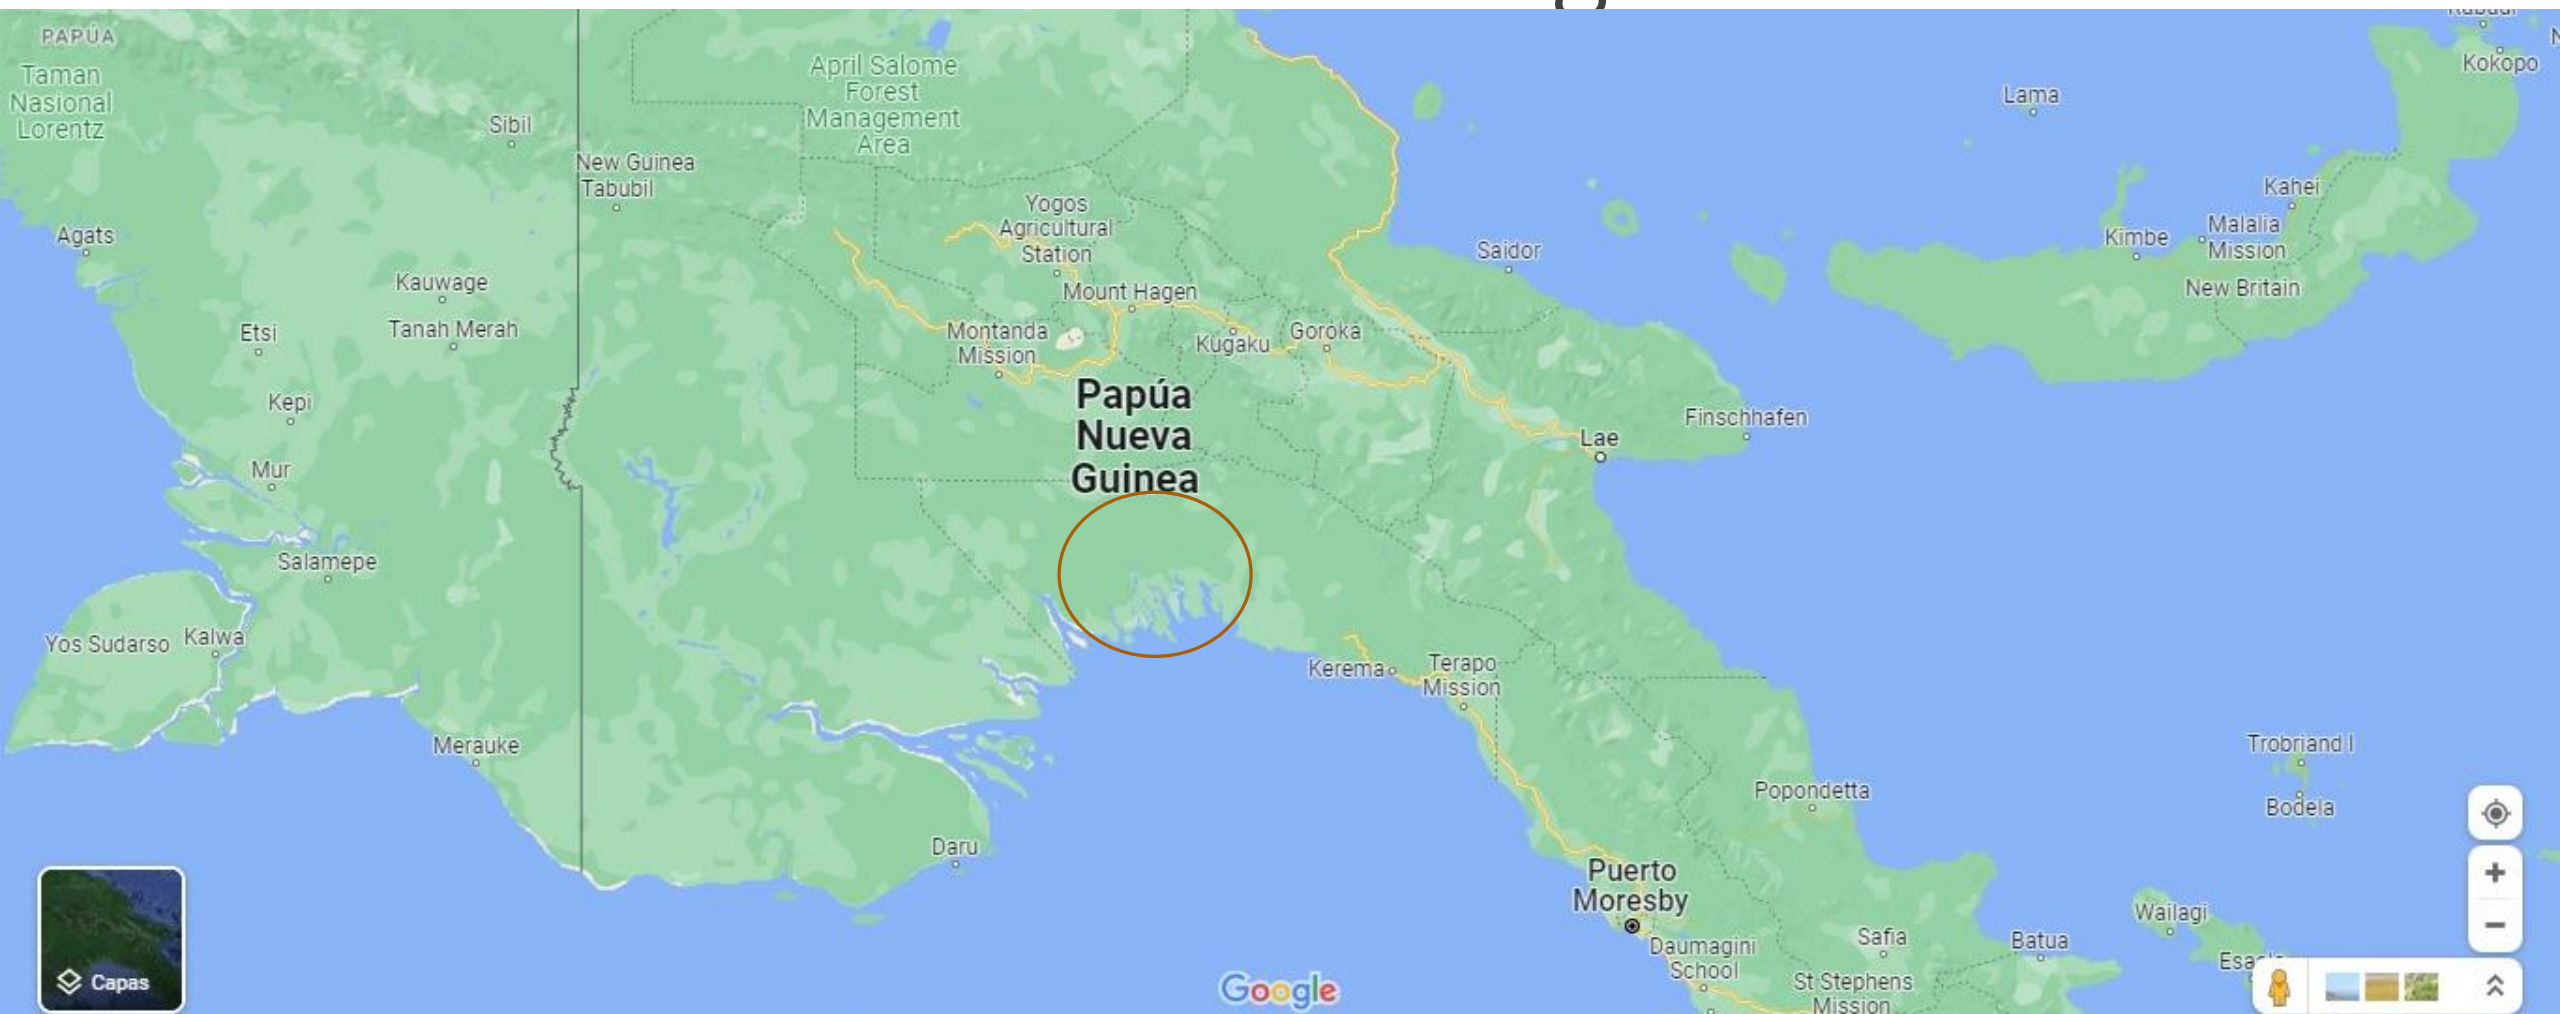 PAPÚA
Taman
Nasional
Lorentz
Sibil
April Salome
Forest
Management
Area
Lama
Kokopo
New Guinea
Tabubil
Yogos
Agricultural
Station
Kahei
Malalia
Mission
Kimbe
New Britain
Agats
Kauwage
Saidor
Mount Hagen
Etsi
Tanah Merah
Montanda
Mission
Kugaku
Goroka
Kepi
Papúa
Nueva
Guinea
Finschhafen
Lae
Mur
Salamepe
Yos Sudarso
Kalwa
Kerema
Terapo
Mission
Merauke
Trobriand I
Bodela
Popondetta
Daru
Puerto
Moresby
Wailagi
Daumagini
School
Safia
Batua
St Stephens
Mission
Capas
Google